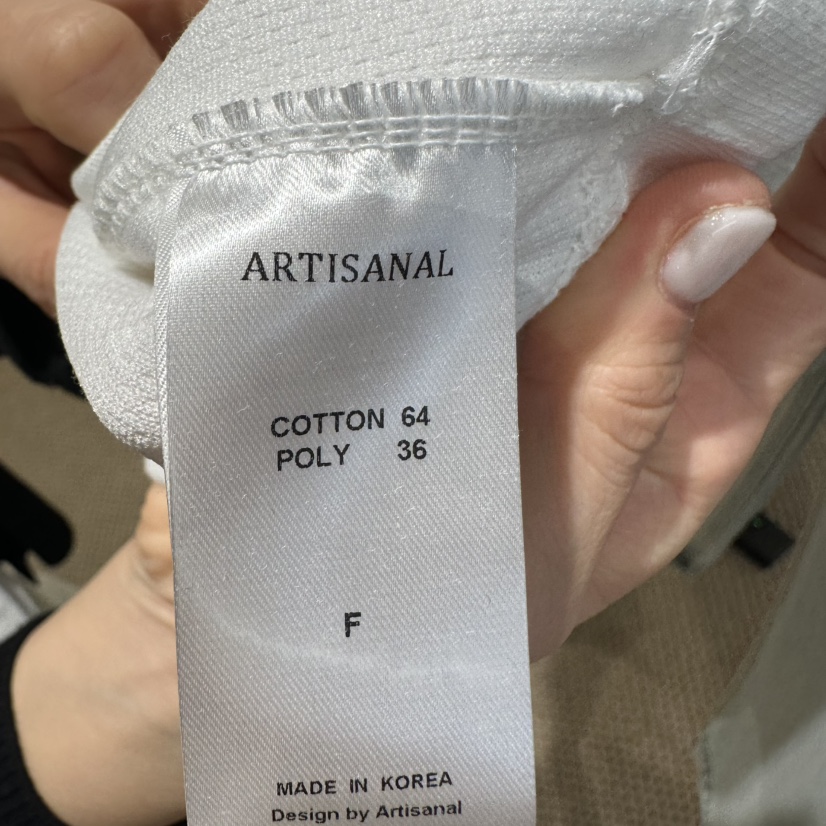 ARTISANAL
COTTON 64
POLY 36
F
MADE IN KOREA
Design by Artisanal